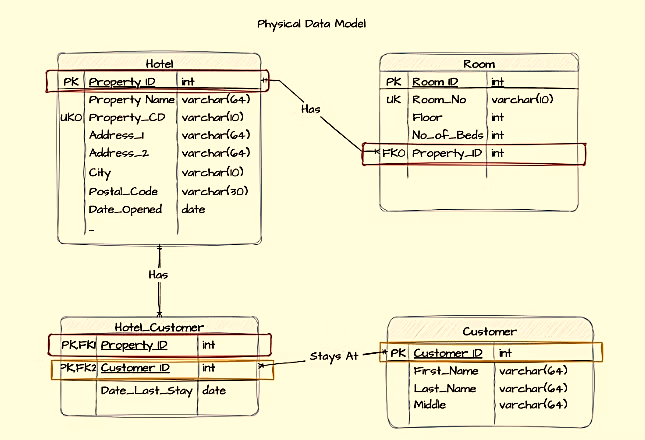 Physical Data Model
Hotel
PK Property ID int
Property Name varchar(64)
UK0 Property_CD varchar(10)
Address_1 varchar(64)
Address_2 varchar(64)
City varchar(10)
Postal_Code varchar(30)
Date_Opened date
_
Room
PK Room ID int
UK Room_No varchar(10)
Floor int
No_of_Beds int
FK0 Property_ID int
Has
Has
Hotel_Customer
PK,FK1 Property ID int
PK,FK2 Customer ID int
Date_Last_Stay date
Stays At
Customer
PK Customer ID int
First_Name varchar(64)
Last_Name varchar(64)
Middle varchar(64)